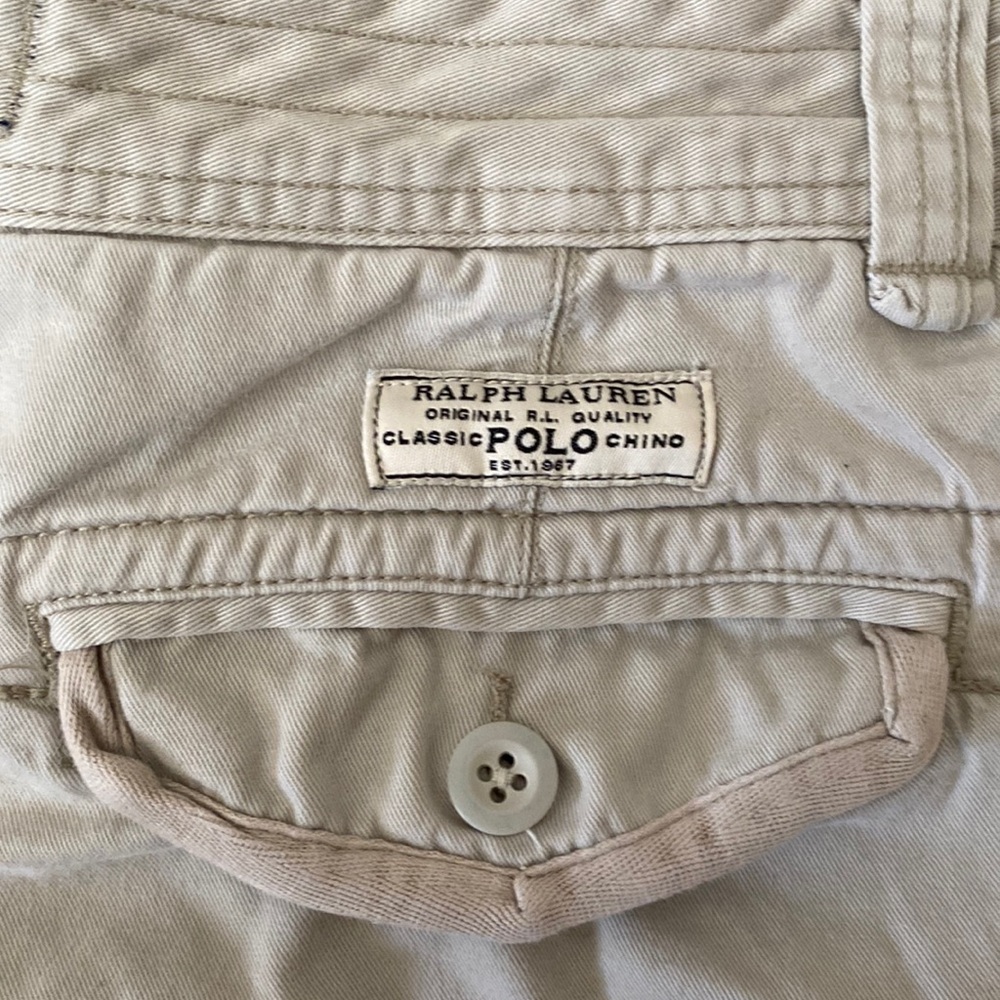 RALPH LAUREN
ORIGINAL R.L. QUALITY
CLASSIC POLO CHINO
EST. 1967